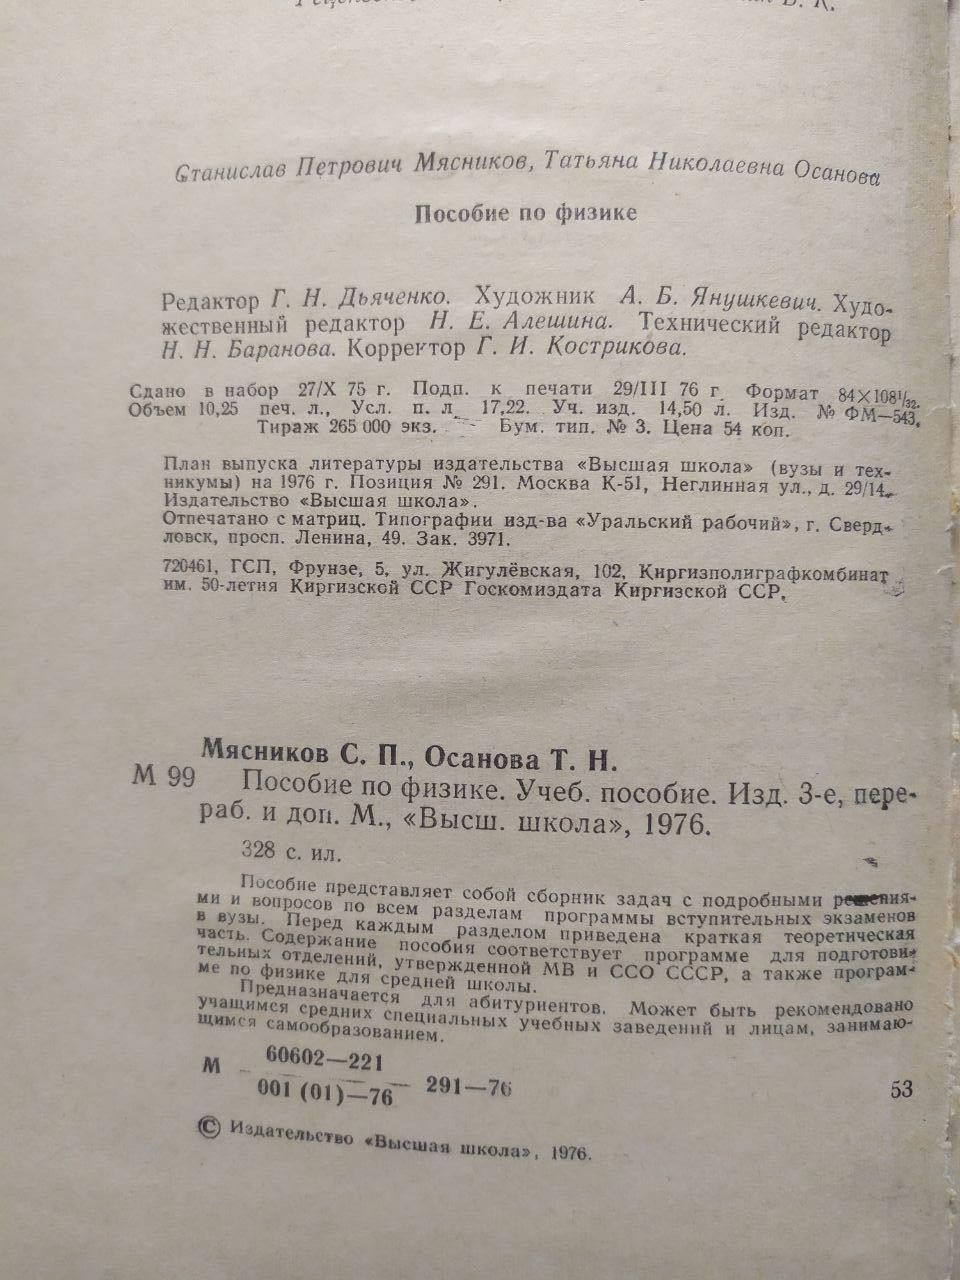 В. К.
Станислав Петрович Мясников, Татьяна Николаевна Осанова
Пособие по физике
Редактор Г. Н. Дьяченко. Художник А. Б. Янушкевич. Худо-
жественный редактор Н. Е. Алешина. Технический редактор
Н. Н. Баранова. Корректор Г. И. Кострикова.
Сдано в набор 27/X 75 г. Подп. к печати 29/III 76 г. Формат 84×108¹/₃₂.
Объем 10,25 печ. л., Усл. п. л. 17,22. Уч. изд. 14,50 л. Изд. № ФМ—543.
Тираж 265 000 экз. Бум. тип. № 3. Цена 54 коп.
План выпуска литературы издательства «Высшая школа» (вузы и тех-
никумы) на 1976 г. Позиция № 291. Москва К-51, Неглинная ул., д. 29/14.
Издательство «Высшая школа».
Отпечатано с матриц. Типографии изд-ва «Уральский рабочий», г. Сверд-
ловск, просп. Ленина, 49. Зак. 3971.
720461, ГСП, Фрунзе, 5, ул. Жигулёвская, 102, Киргизполиграфкомбинат
им. 50-летия Киргизской ССР Госкомиздата Киргизской ССР.
Мясников С. П., Осанова Т. Н.
М 99 Пособие по физике. Учеб. пособие. Изд. 3-е, пере-
раб. и доп. М., «Высш. школа», 1976.
328 с. ил.
Пособие представляет собой сборник задач с подробными решения-
ми и вопросов по всем разделам программы вступительных экзаменов
в вузы. Перед каждым разделом приведена краткая теоретическая
часть. Содержание пособия соответствует программе для подготови-
тельных отделений, утвержденной МВ и ССО СССР, а также програм-
ме по физике для средней школы.
Предназначается для абитуриентов. Может быть рекомендовано
учащимся средних специальных учебных заведений и лицам, занимаю-
щимся самообразованием.
60602—221
М 291—76
001 (01)—76
53
© Издательство «Высшая школа», 1976.